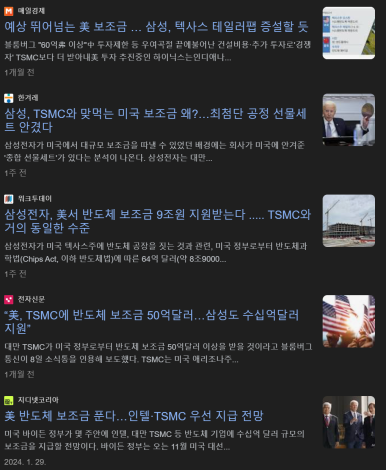 매일경제
예상 뛰어넘는 美 보조금 … 삼성, 텍사스 테일러팹 증설할 듯
블룸버그 "60억弗 이상"中 투자제한 등 우여곡절 끝에늘어난 건설비용·추가 투자로'경쟁
자' TSMC보다 더 받아내美 투자 추진중인 하이닉스는인디애나...
1개월 전
한겨레
삼성, TSMC와 맞먹는 미국 보조금 왜?…최첨단 공정 선물세
트 안겼다
삼성전자가 미국에서 대규모 보조금을 따낼 수 있었던 배경에는 회사가 미국에 안겨준
'종합 선물세트'가 있다는 분석이 나온다. 삼성전자는 대만...
1주 전
워크투데이
삼성전자, 美서 반도체 보조금 9조원 지원받는다 ..... TSMC와
거의 동일한 수준
삼성전자가 미국 텍사스주에 반도체 공장을 짓는 것과 관련, 미국 정부로부터 반도체과
학법(Chips Act, 이하 반도체법)에 따른 64억 달러(약 8조9000...
1주 전
전자신문
“美, TSMC에 반도체 보조금 50억달러…삼성도 수십억달러
지원”
대만 TSMC가 미국 정부로부터 반도체 보조금 50억달러 이상을 받을 것이라고 블룸버그
통신이 8일 소식통을 인용해 보도했다. TSMC는 미국 애리조나주...
1개월 전
지디넷코리아
美 반도체 보조금 푼다…인텔·TSMC 우선 지급 전망
미국 바이든 정부가 몇 주안에 인텔, 대만 TSMC 등 반도체 기업에 수십억 달러 규모의
보조금을 지급할 전망이다. 바이든 정부는 오는 11월 미국 대선...
2024. 1. 29.